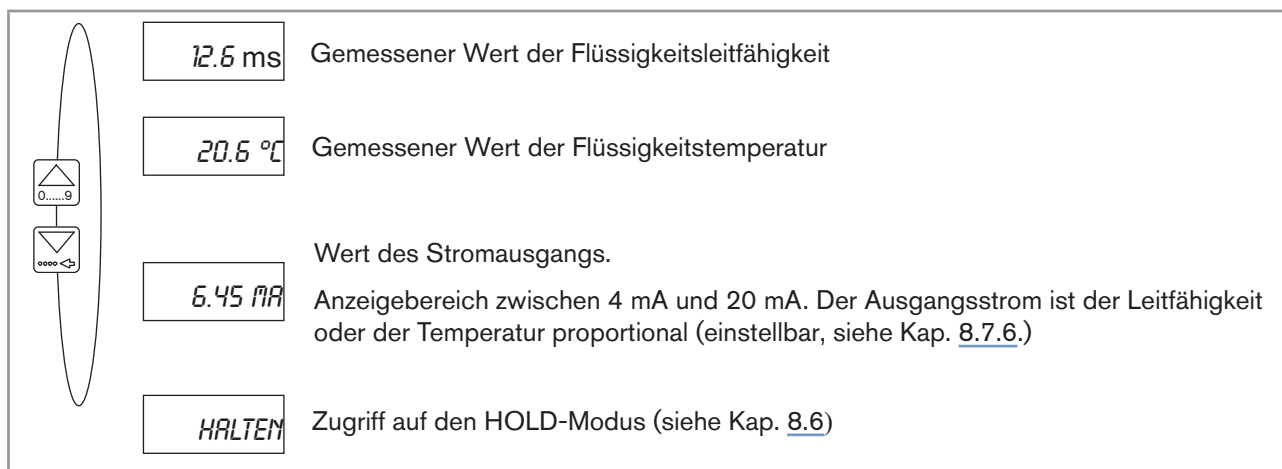 12.6 ms Gemessener Wert der Flüssigkeitsleitfähigkeit
20.6 °C Gemessener Wert der Flüssigkeitstemperatur
0......9
Wert des Stromausgangs.
6.45 MA Anzeigebereich zwischen 4 mA und 20 mA. Der Ausgangsstrom ist der Leitfähigkeit
oder der Temperatur proportional (einstellbar, siehe Kap. 8.7.6.)
HALTEN Zugriff auf den HOLD-Modus (siehe Kap. 8.6)